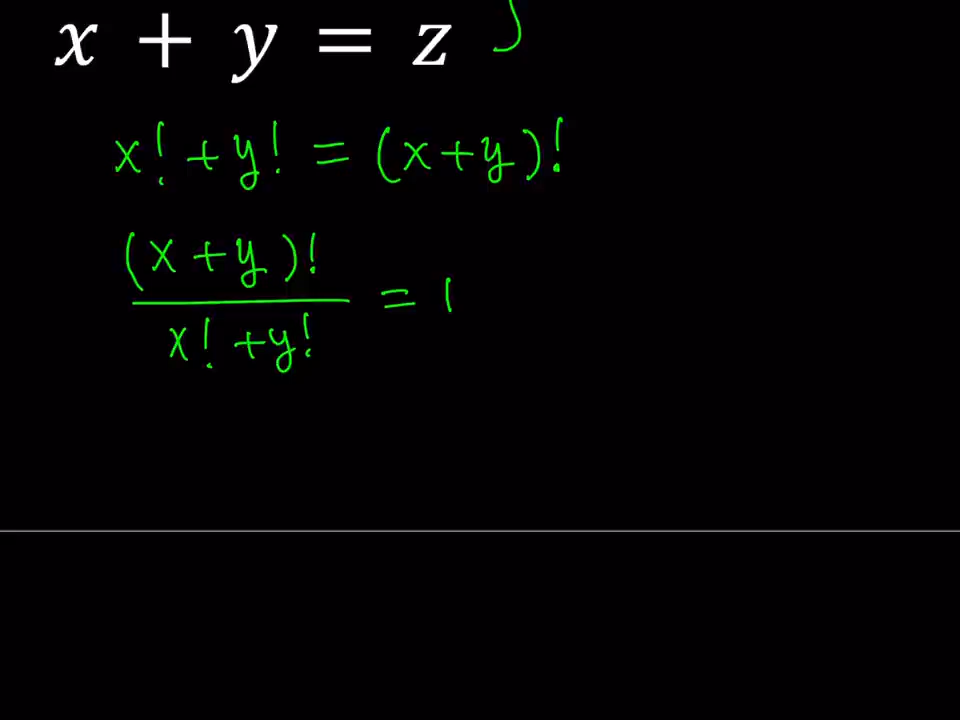 x + y = z
x! + y! = (x+y)!
(x+y)!
x! + y!
= 1